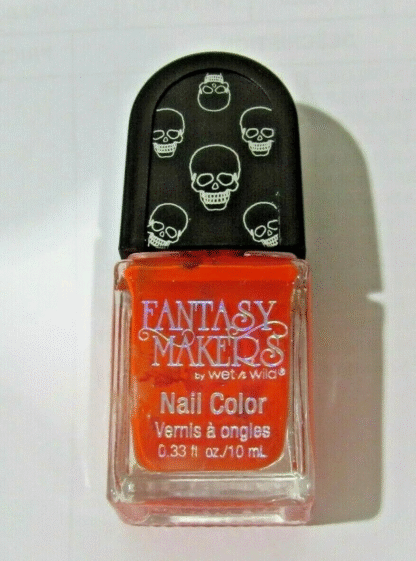 FANTASY
MAKERS
by wet n wild®
Nail Color
Vernis à ongles
0.33 fl oz./10 mL